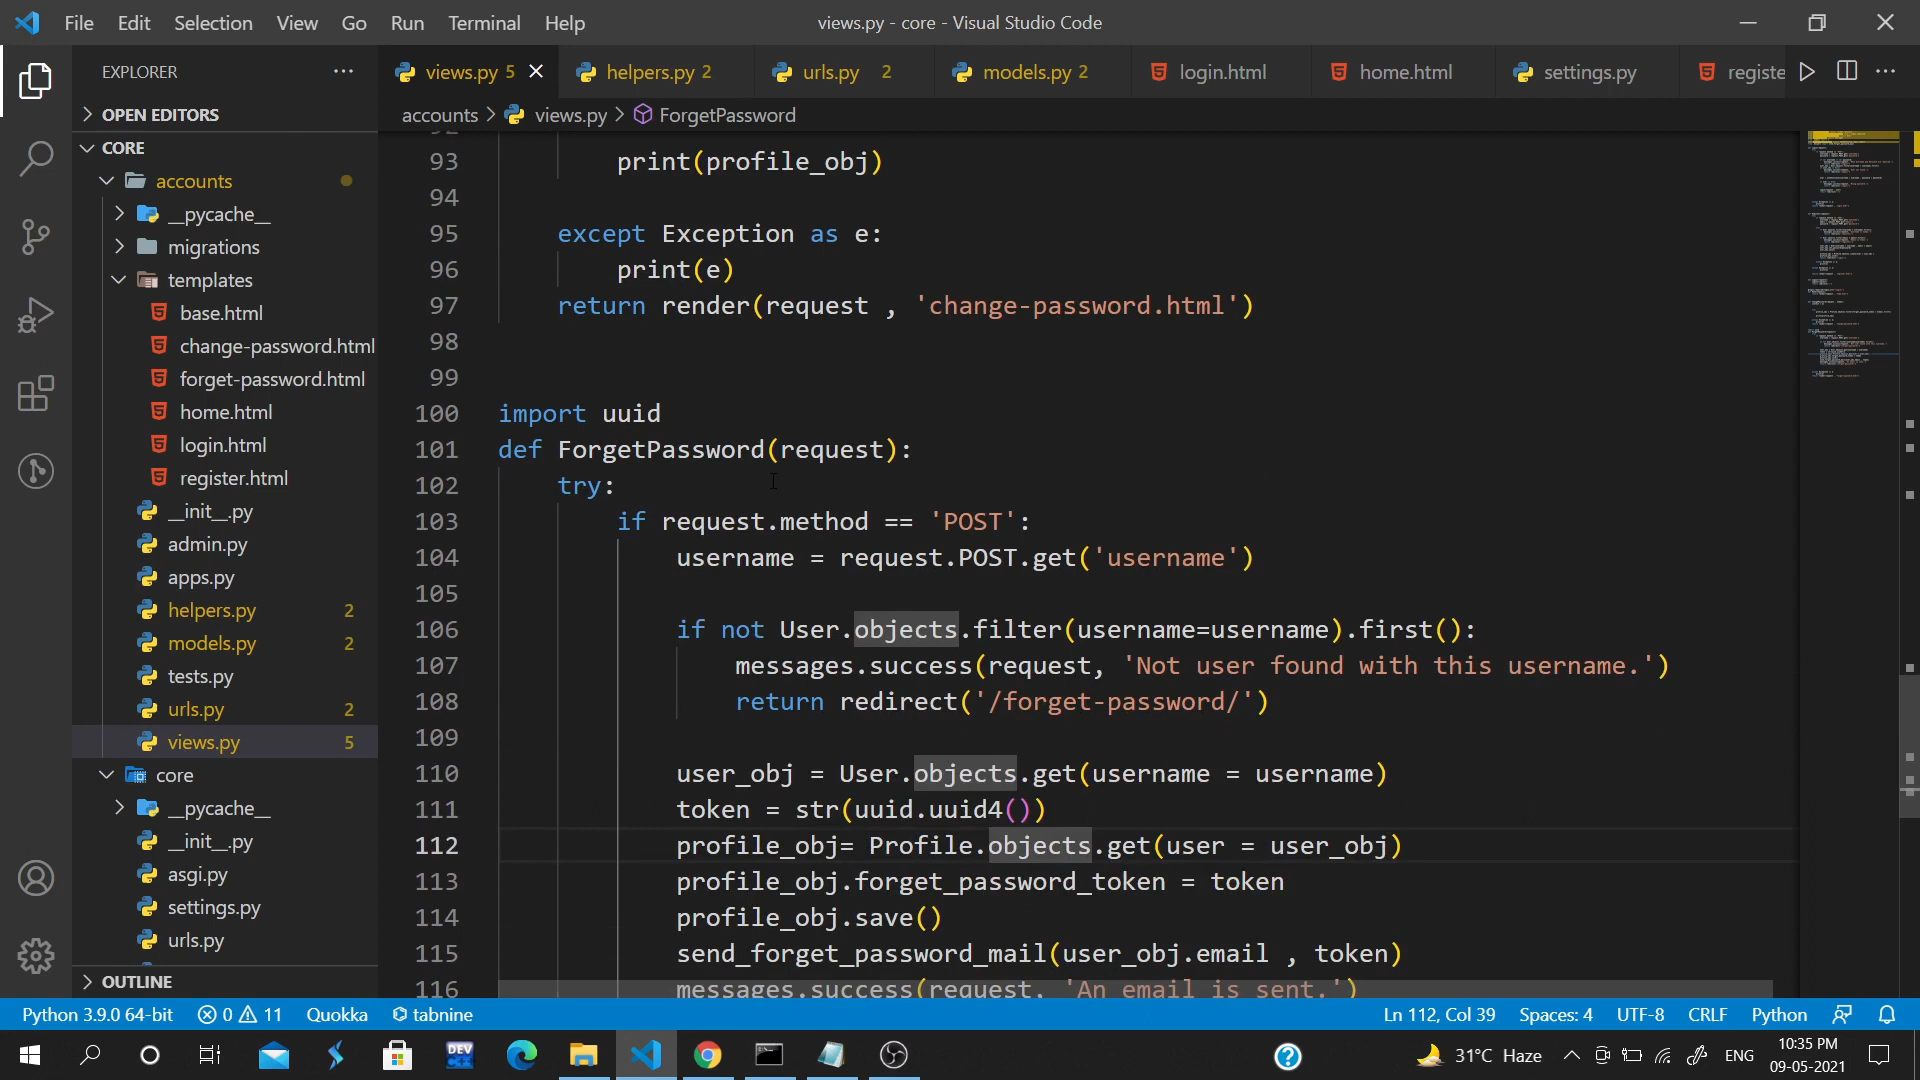 File Edit Selection View Go Run Terminal Help
views.py - core - Visual Studio Code
EXPLORER
views.py 5
helpers.py 2
urls.py 2
models.py 2
login.html
home.html
settings.py
registe
OPEN EDITORS
accounts > views.py > ForgetPassword
CORE
accounts
__pycache__
migrations
templates
base.html
change-password.html
forget-password.html
home.html
login.html
register.html
__init__.py
admin.py
apps.py
helpers.py 2
models.py 2
tests.py
urls.py 2
views.py 5
core
__pycache__
__init__.py
asgi.py
settings.py
urls.py
OUTLINE
93 print(profile_obj)
94
95 except Exception as e:
96 print(e)
97 return render(request , 'change-password.html')
98
99
100 import uuid
101 def ForgetPassword(request):
102 try:
103 if request.method == 'POST':
104 username = request.POST.get('username')
105
106 if not User.objects.filter(username=username).first():
107 messages.success(request, 'Not user found with this username.')
108 return redirect('/forget-password/')
109
110 user_obj = User.objects.get(username = username)
111 token = str(uuid.uuid4())
112 profile_obj= Profile.objects.get(user = user_obj)
113 profile_obj.forget_password_token = token
114 profile_obj.save()
115 send_forget_password_mail(user_obj.email , token)
116 messages.success(request, 'An email is sent.')
Python 3.9.0 64-bit 0 11 Quokka tabnine
Ln 112, Col 39 Spaces: 4 UTF-8 CRLF Python
DEV C++
31°C Haze ENG
10:35 PM
09-05-2021